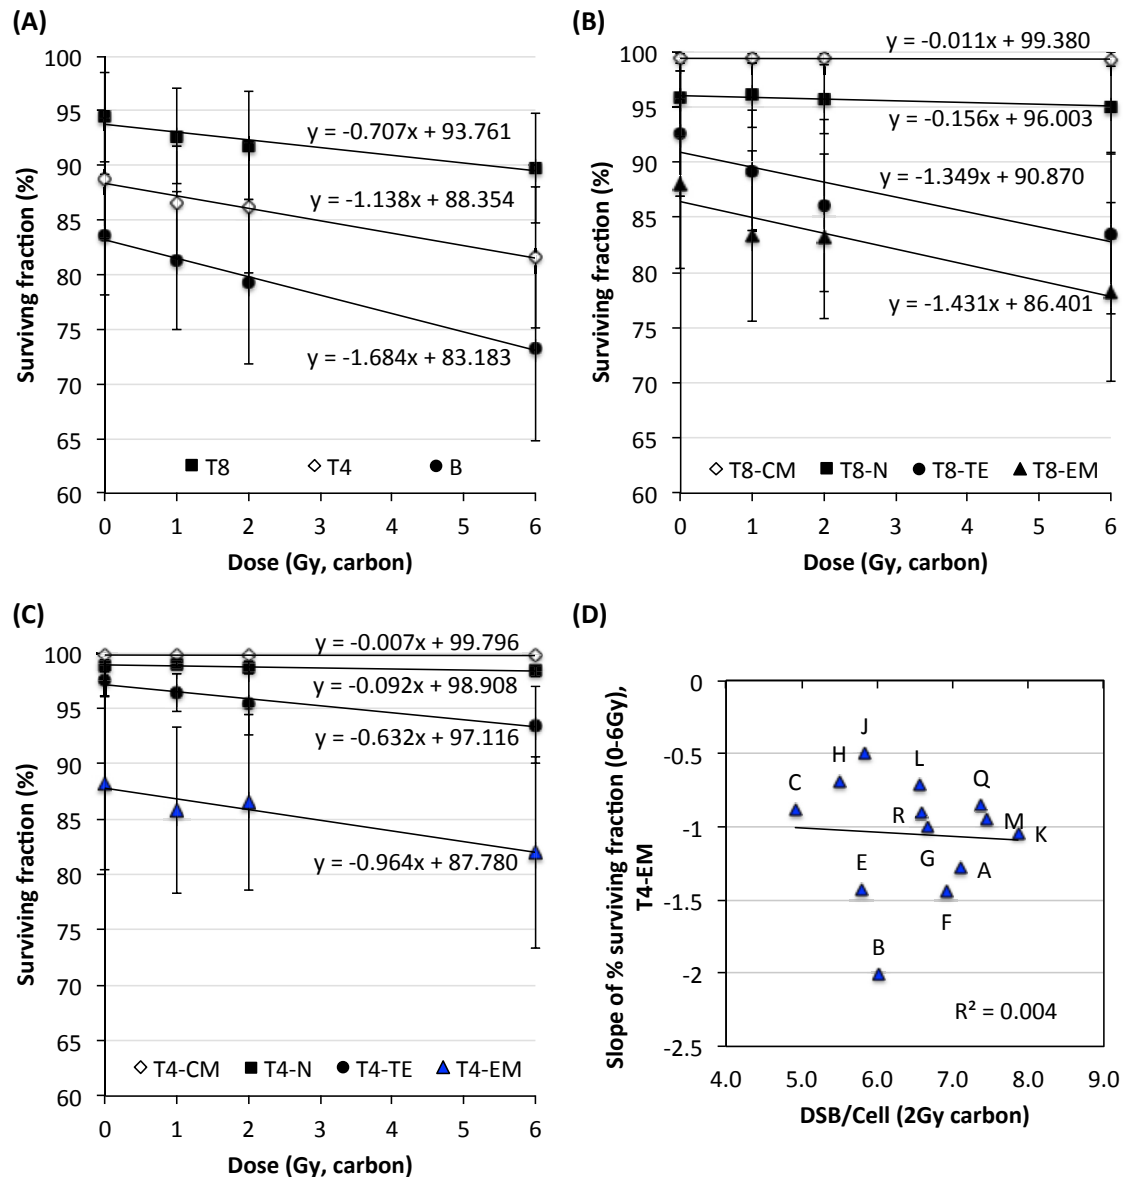 (A)
100
95
90
85
80
75
70
65
60
Survivng fraction (%)
y = -0.707x + 93.761
y = -1.138x + 88.354
y = -1.684x + 83.183
T8 T4 B
0 1 2 3 4 5 6
Dose (Gy, carbon)
(B)
100
95
90
85
80
75
70
65
60
Surviving fraction (%)
y = -0.011x + 99.380
y = -0.156x + 96.003
y = -1.349x + 90.870
y = -1.431x + 86.401
T8-CM T8-N T8-TE T8-EM
0 1 2 3 4 5 6
Dose (Gy, carbon)
(C)
100
95
90
85
80
75
70
65
60
Surviving fraction (%)
y = -0.007x + 99.796
y = -0.092x + 98.908
y = -0.632x + 97.116
y = -0.964x + 87.780
T4-CM T4-N T4-TE T4-EM
0 1 2 3 4 5 6
Dose (Gy, carbon)
(D)
0
-0.5
-1
-1.5
-2
-2.5
Slope of % surviving fraction (0-6Gy),
T4-EM
J
H
L
C
Q
R
M
K
G
E
A
F
B
R² = 0.004
4.0 5.0 6.0 7.0 8.0 9.0
DSB/Cell (2Gy carbon)